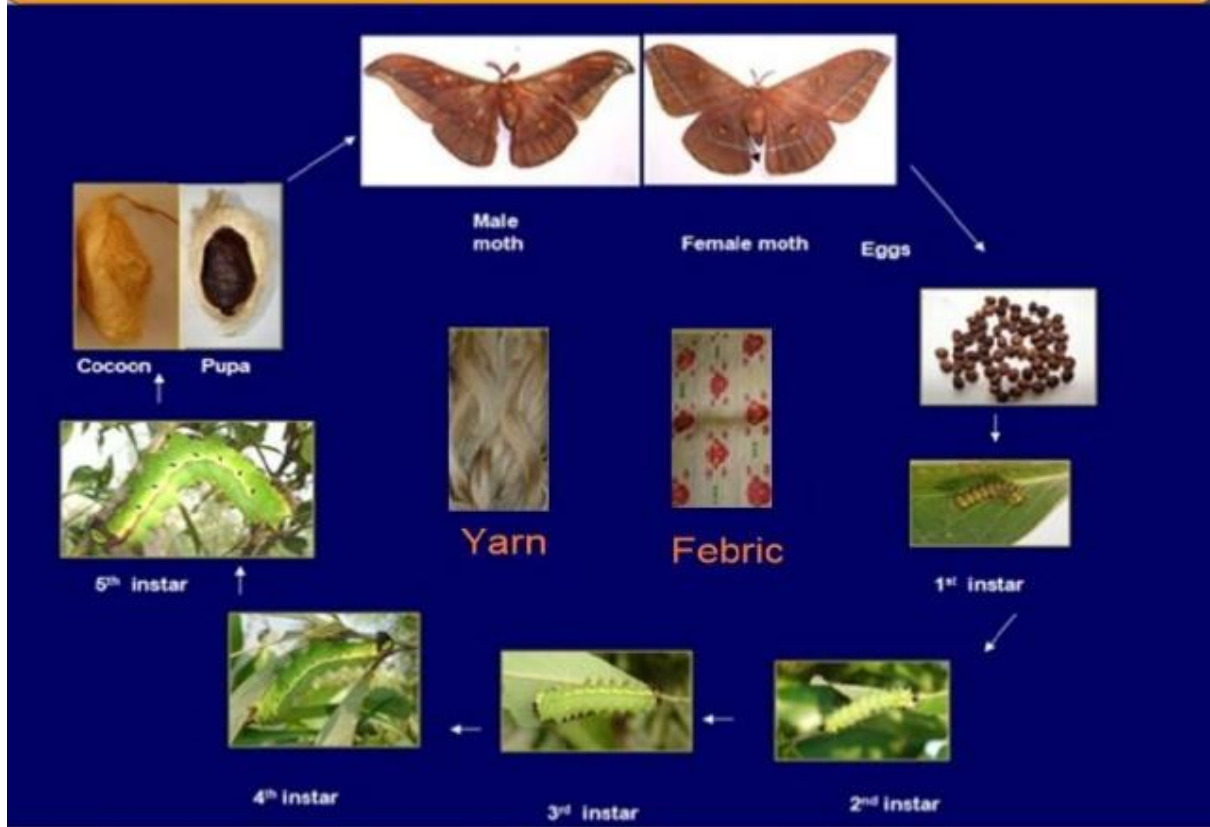 Male
moth
Female moth
Eggs
Cocoon
Pupa
Yarn
Febric
5th instar
1st instar
4th instar
3rd instar
2nd instar